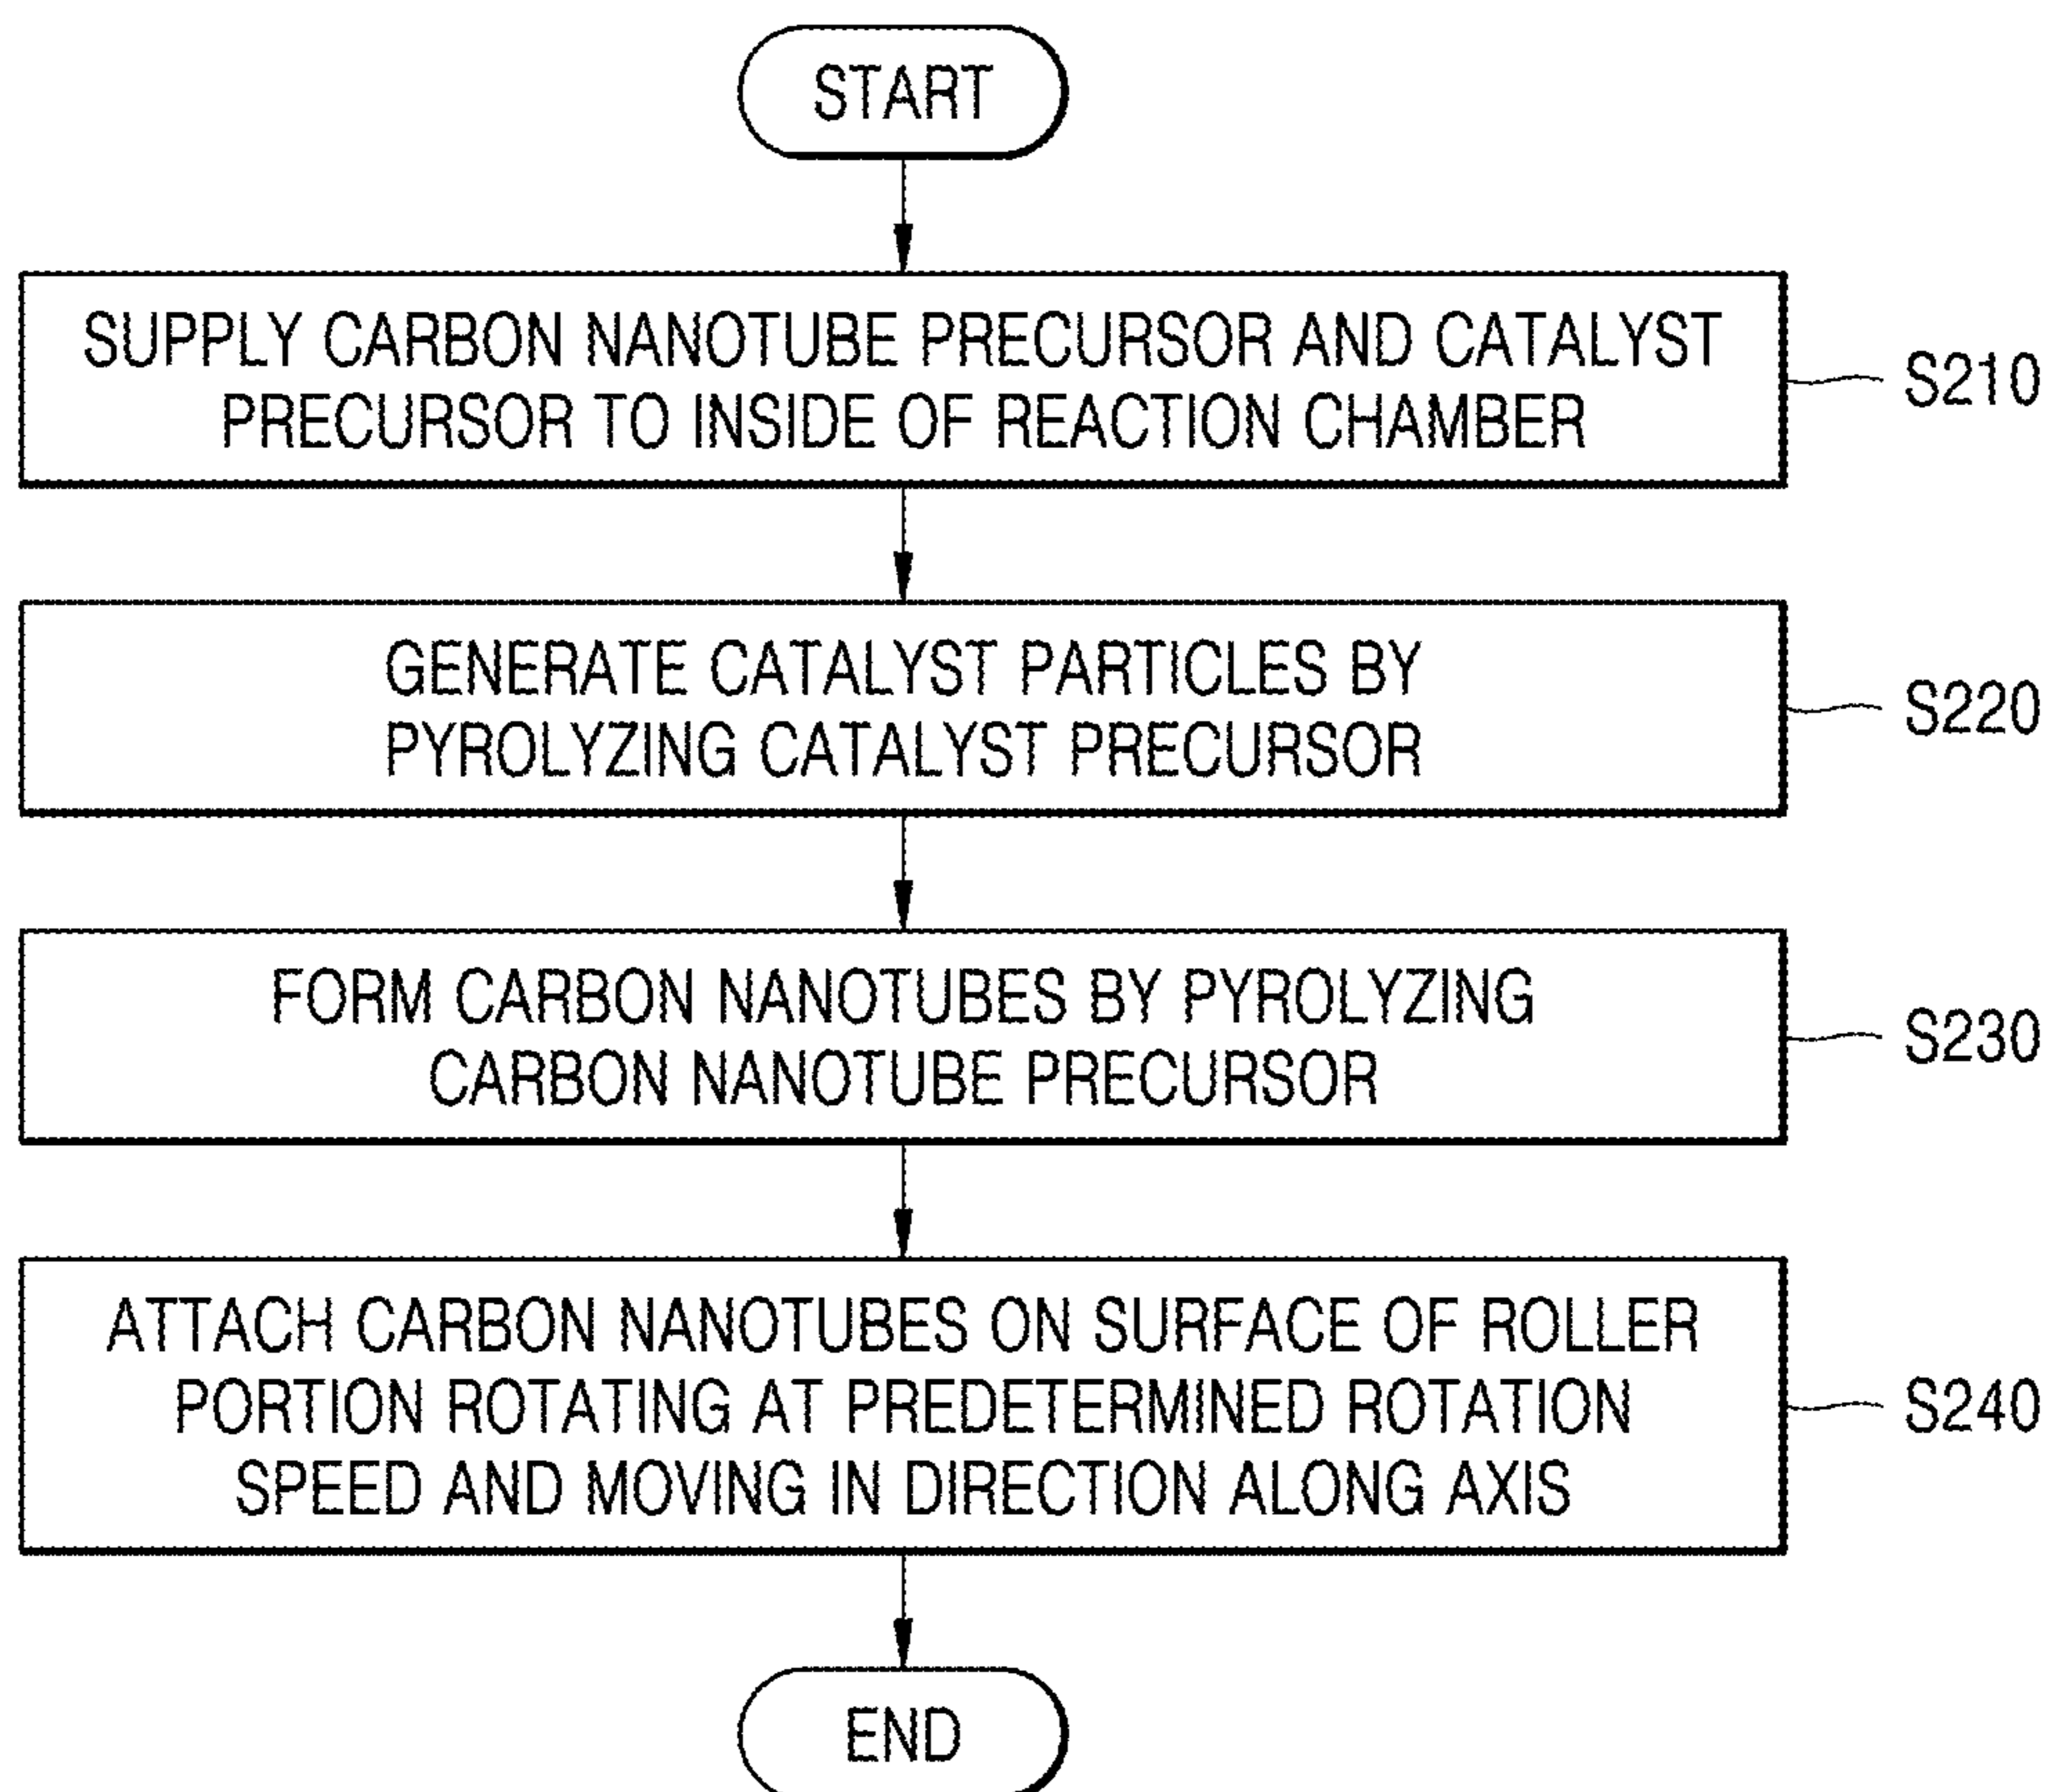 START
SUPPLY CARBON NANOTUBE PRECURSOR AND CATALYST
PRECURSOR TO INSIDE OF REACTION CHAMBER
S210
GENERATE CATALYST PARTICLES BY
PYROLYZING CATALYST PRECURSOR
S220
FORM CARBON NANOTUBES BY PYROLYZING
CARBON NANOTUBE PRECURSOR
S230
ATTACH CARBON NANOTUBES ON SURFACE OF ROLLER
PORTION ROTATING AT PREDETERMINED ROTATION
SPEED AND MOVING IN DIRECTION ALONG AXIS
S240
END